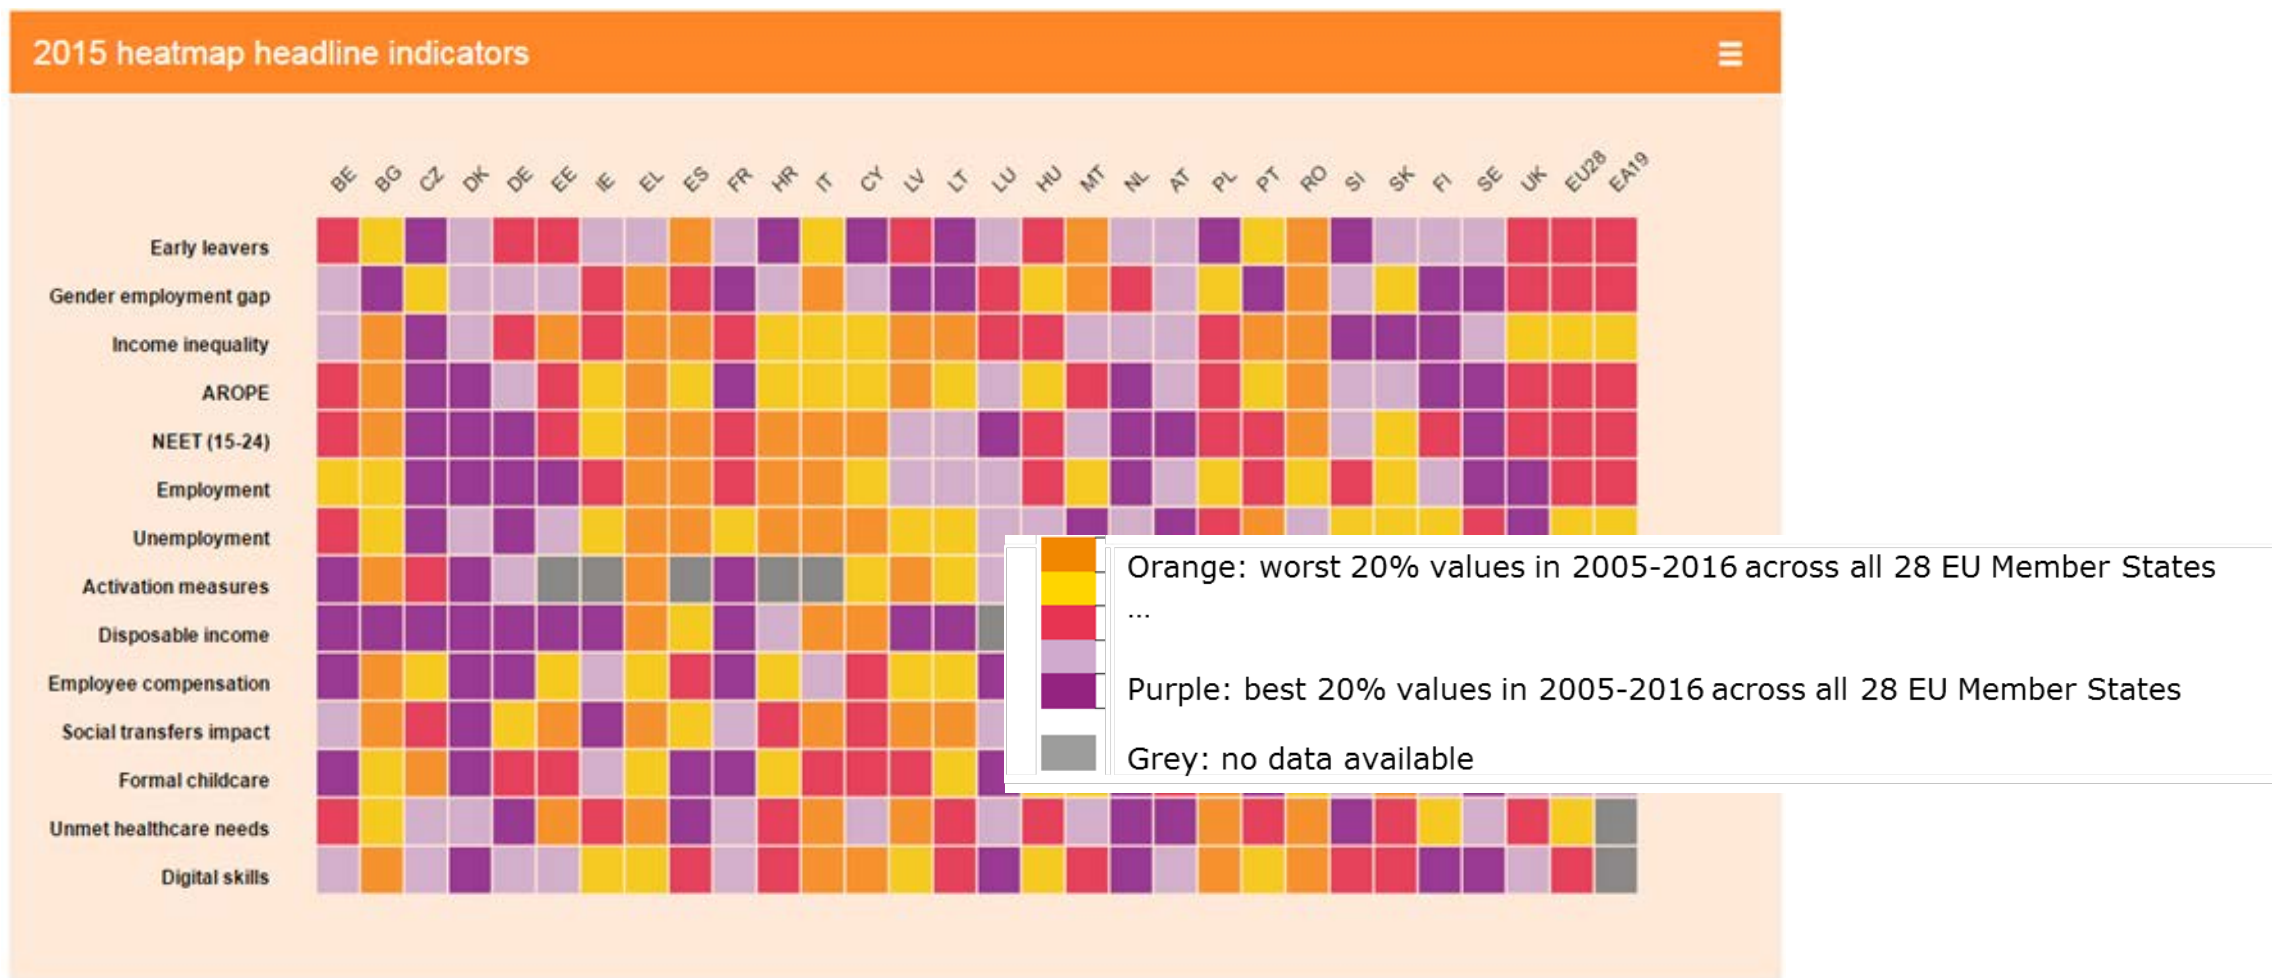 2015 heatmap headline indicators
BE BG CZ DK DE EE IE EL ES FR HR IT CY LV LT LU HU MT NL AT PL PT RO SI SK FI SE UK EU28 EA19
Early leavers
Gender employment gap
Income inequality
AROPE
NEET (15-24)
Employment
Unemployment
Activation measures
Disposable income
Employee compensation
Social transfers impact
Formal childcare
Unmet healthcare needs
Digital skills
Orange: worst 20% values in 2005-2016 across all 28 EU Member States
...
Purple: best 20% values in 2005-2016 across all 28 EU Member States
Grey: no data available